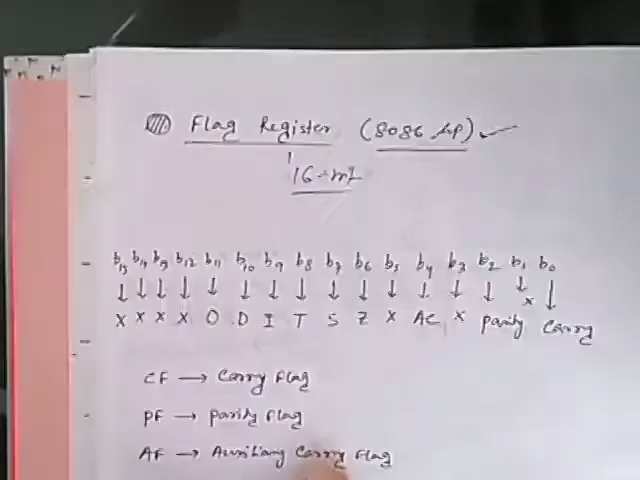 Flag Register (8086 μP)
16-bit
b15 b14 b13 b12 b11 b10 b9 b8 b7 b6 b5 b4 b3 b2 b1 b0
X X X X O D I T S Z X AC X Parity X Carry
CF → Carry Flag
PF → Parity Flag
AF → Auxiliary Carry Flag